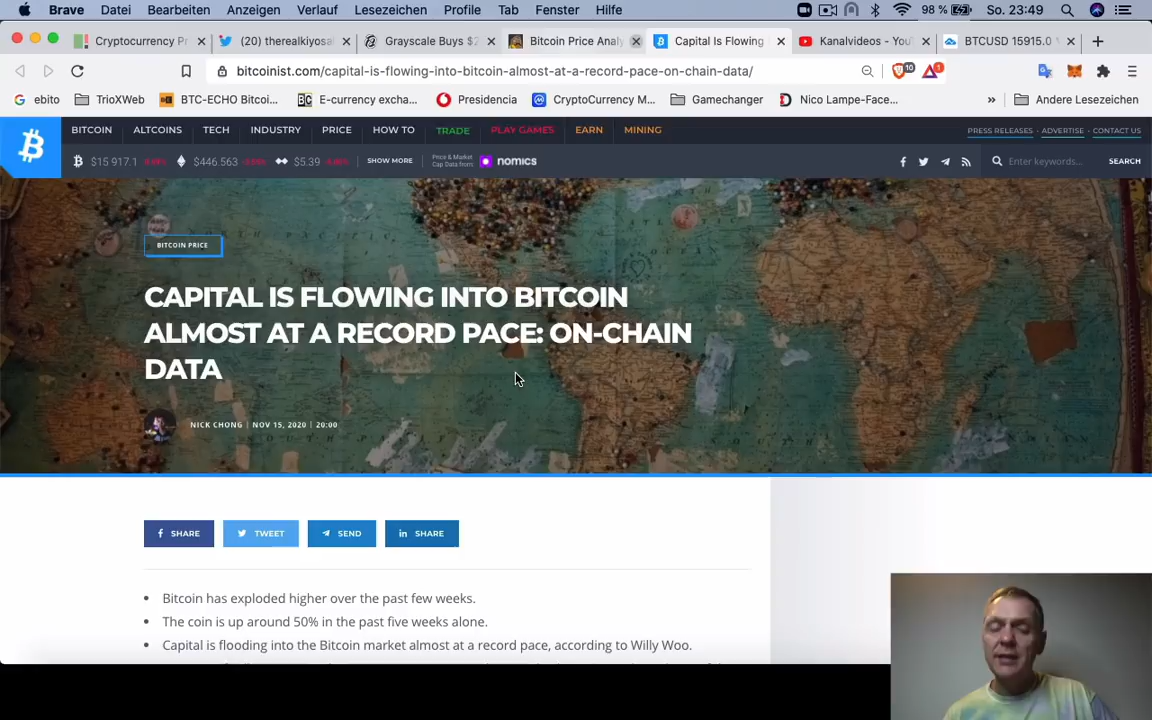 Brave Datei Bearbeiten Anzeigen Verlauf Lesezeichen Profile Tab Fenster Hilfe 98 % So. 23:49
Cryptocurrency Pr (20) therealkiyosal Grayscale Buys $2 Bitcoin Price Analy Capital Is Flowing Kanalvideos - YouT BTCUSD 15915.0
bitcoinist.com/capital-is-flowing-into-bitcoin-almost-at-a-record-pace-on-chain-data/ 10 1
ebito TrioXWeb BTC-ECHO Bitcoi... E-currency excha... Presidencia CryptoCurrency M... Gamechanger Nico Lampe-Face... » Andere Lesezeichen
BITCOIN ALTCOINS TECH INDUSTRY PRICE HOW TO TRADE PLAY GAMES EARN MINING PRESS RELEASES - ADVERTISE - CONTACT US
$15 917.1 $446.563 $5.39 SHOW MORE Price & Market Cap Data from nomics Enter keywords... SEARCH
BITCOIN PRICE
CAPITAL IS FLOWING INTO BITCOIN
ALMOST AT A RECORD PACE: ON-CHAIN
DATA
NICK CHONG | NOV 15, 2020 | 20:00
SHARE TWEET SEND SHARE
• Bitcoin has exploded higher over the past few weeks.
• The coin is up around 50% in the past five weeks alone.
• Capital is flooding into the Bitcoin market almost at a record pace, according to Willy Woo.